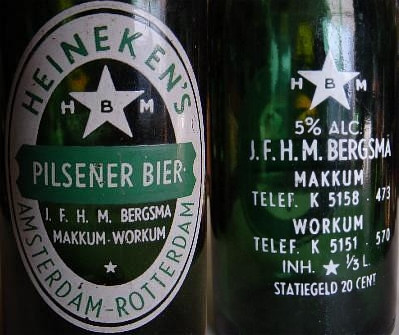 HEINEKEN'S
H B M
PILSENER BIER
J. F. H. M. BERGSMA
MAKKUM-WORKUM
AMSTERDAM-ROTTERDAM
H B M
5% ALC.
J.F.H.M. BERGSMA
MAKKUM
TELEF. K 5158 - 473
WORKUM
TELEF. K 5151 - 570
INH. ★ ⅓ L.
STATIEGELD 20 CENT